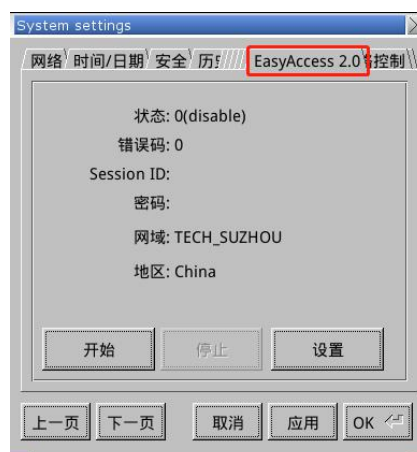 System settings
网络 时间/日期 安全 历史 EasyAccess 2.0 控制
状态: 0(disable)
错误码: 0
Session ID:
密码:
网域: TECH_SUZHOU
地区: China
开始 停止 设置
上一页 下一页 取消 应用 OK